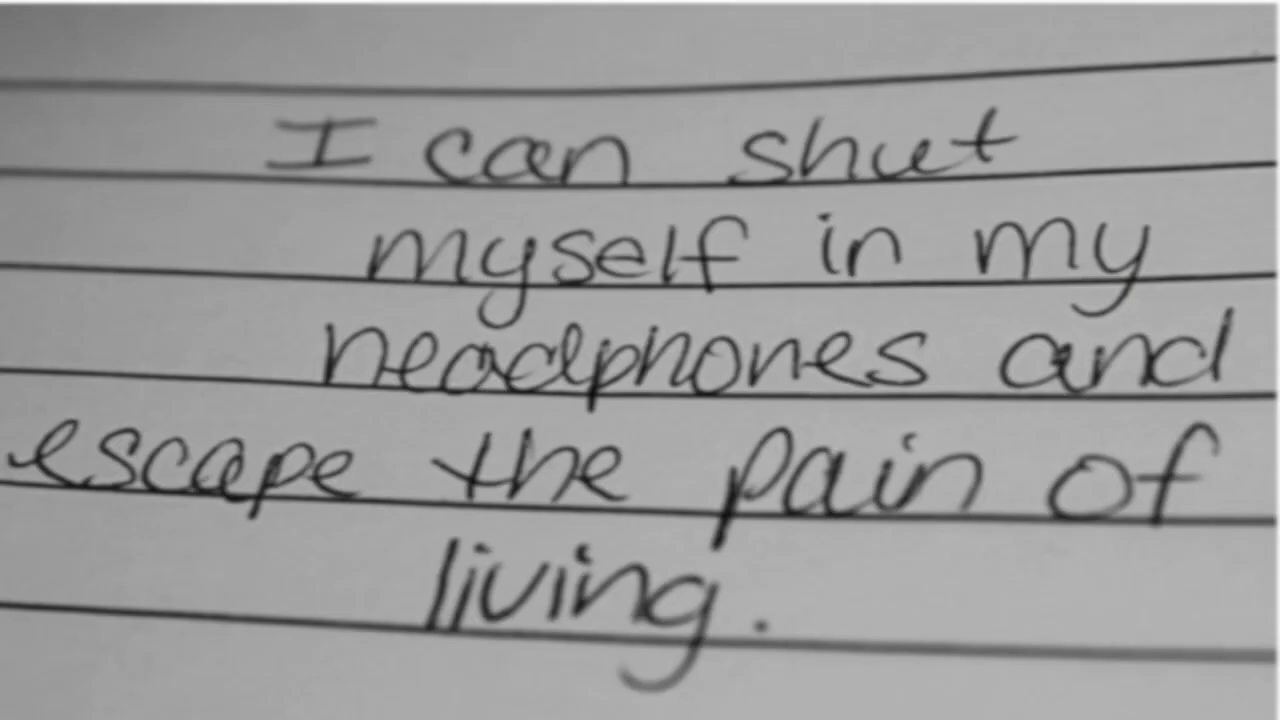 I can shut
myself in my
headphones and
escape the pain of
living.